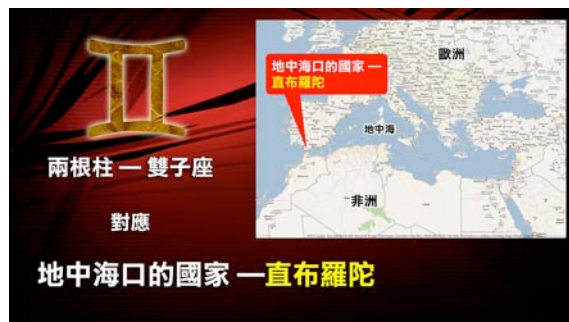 地中海口的國家 —
直布羅陀
歐洲
地中海
非洲
兩根柱 — 雙子座
對應
地中海口的國家 —直布羅陀